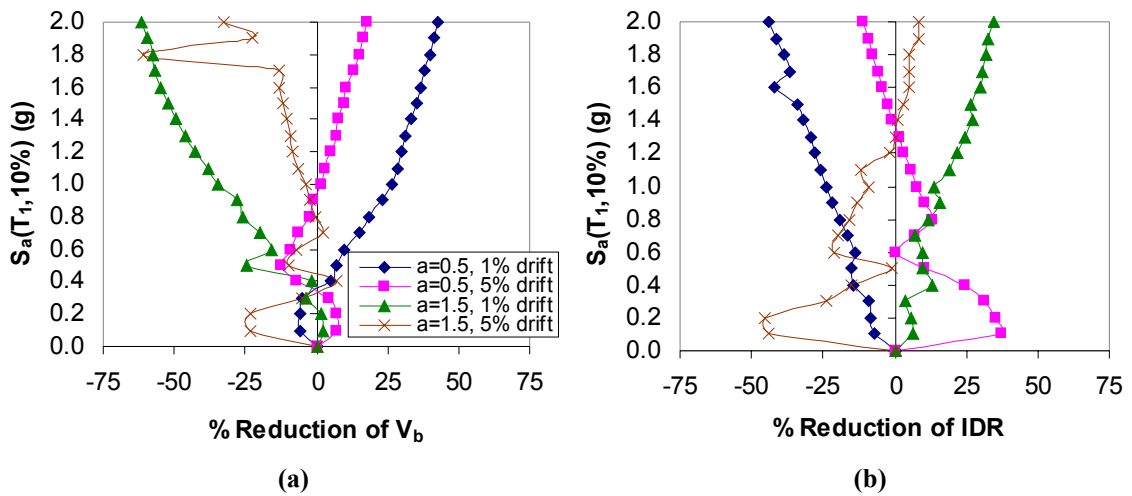 2.0
1.8
1.6
1.4
1.2
1.0
0.8
0.6
0.4
0.2
0.0
Sa(T1,10%) (g)
-75 -50 -25 0 25 50 75
% Reduction of Vb
a=0.5, 1% drift
a=0.5, 5% drift
a=1.5, 1% drift
a=1.5, 5% drift
(a)
2.0
1.8
1.6
1.4
1.2
1.0
0.8
0.6
0.4
0.2
0.0
Sa(T1,10%) (g)
-75 -50 -25 0 25 50 75
% Reduction of IDR
(b)